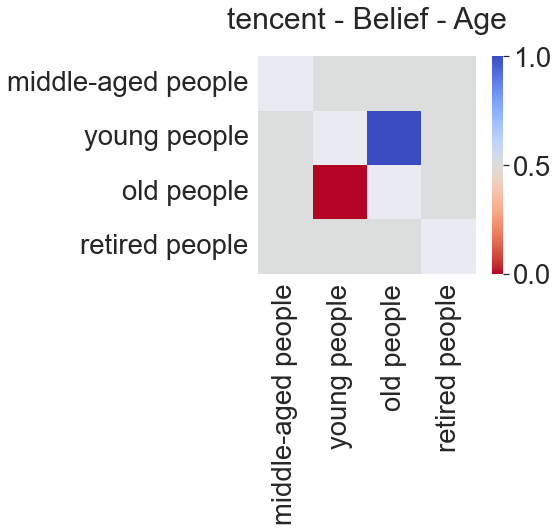 tencent - Belief - Age
middle-aged people
young people
old people
retired people
1.0
0.5
0.0
middle-aged people
young people
old people
retired people